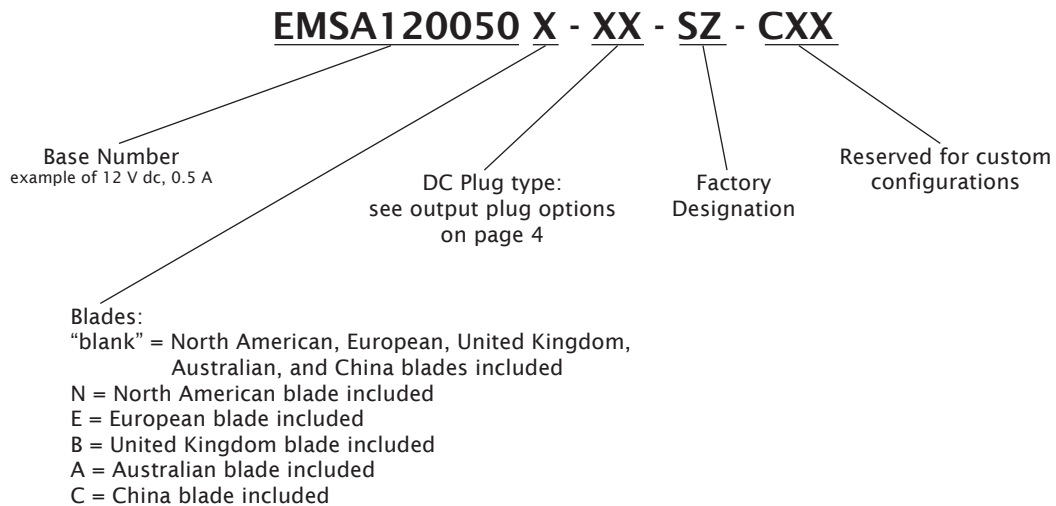 EMSA120050 X - XX - SZ - CXX
Base Number
example of 12 V dc, 0.5 A
DC Plug type:
see output plug options
on page 4
Factory
Designation
Reserved for custom
configurations
Blades:
“blank” = North American, European, United Kingdom,
Australian, and China blades included
N = North American blade included
E = European blade included
B = United Kingdom blade included
A = Australian blade included
C = China blade included